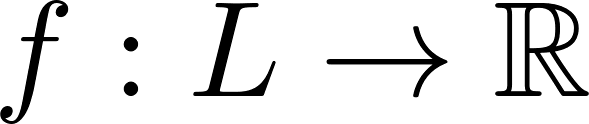 f : L → ℝ